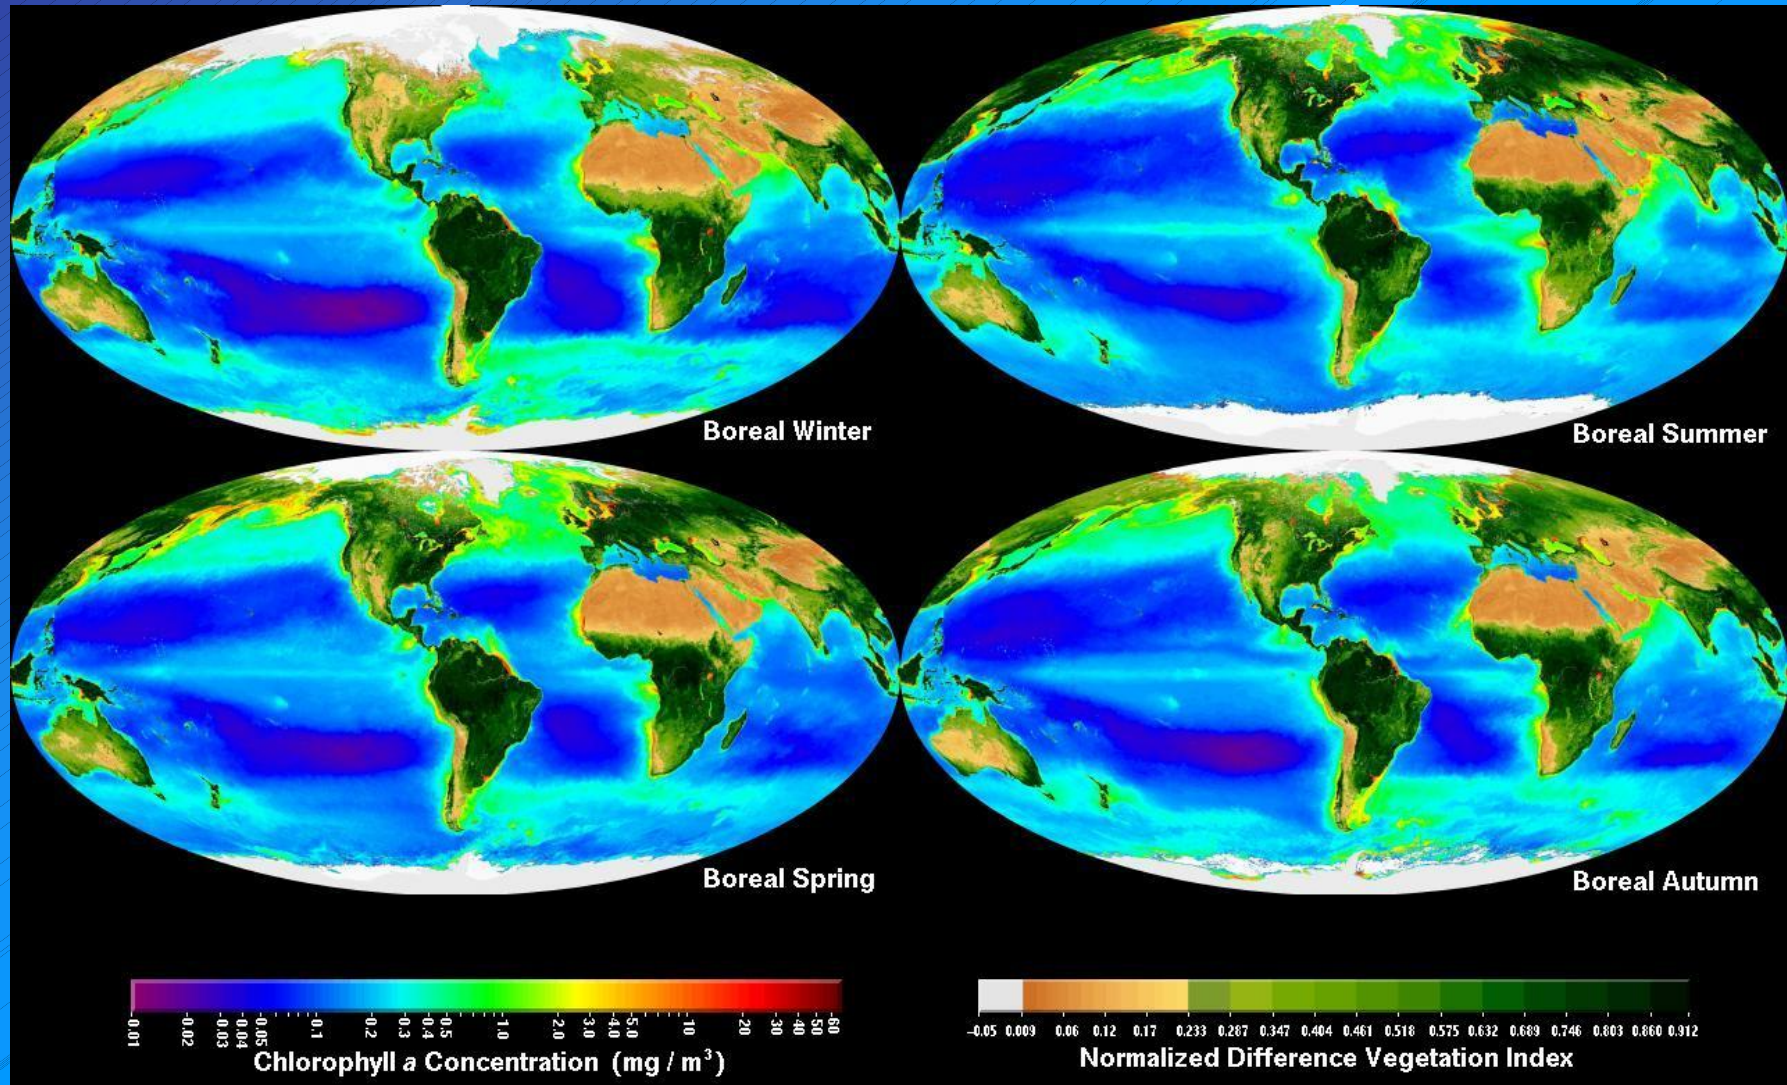 Boreal Winter
Boreal Summer
Boreal Spring
Boreal Autumn
0.01 0.02 0.03 0.04 0.05 0.1 0.2 0.3 0.4 0.5 1.0 2.0 3.0 4.0 5.0 10 20 30 40 50 60
Chlorophyll a Concentration (mg / m³)
-0.05 0.009 0.06 0.12 0.17 0.233 0.287 0.347 0.404 0.461 0.518 0.575 0.632 0.689 0.746 0.803 0.860 0.912
Normalized Difference Vegetation Index